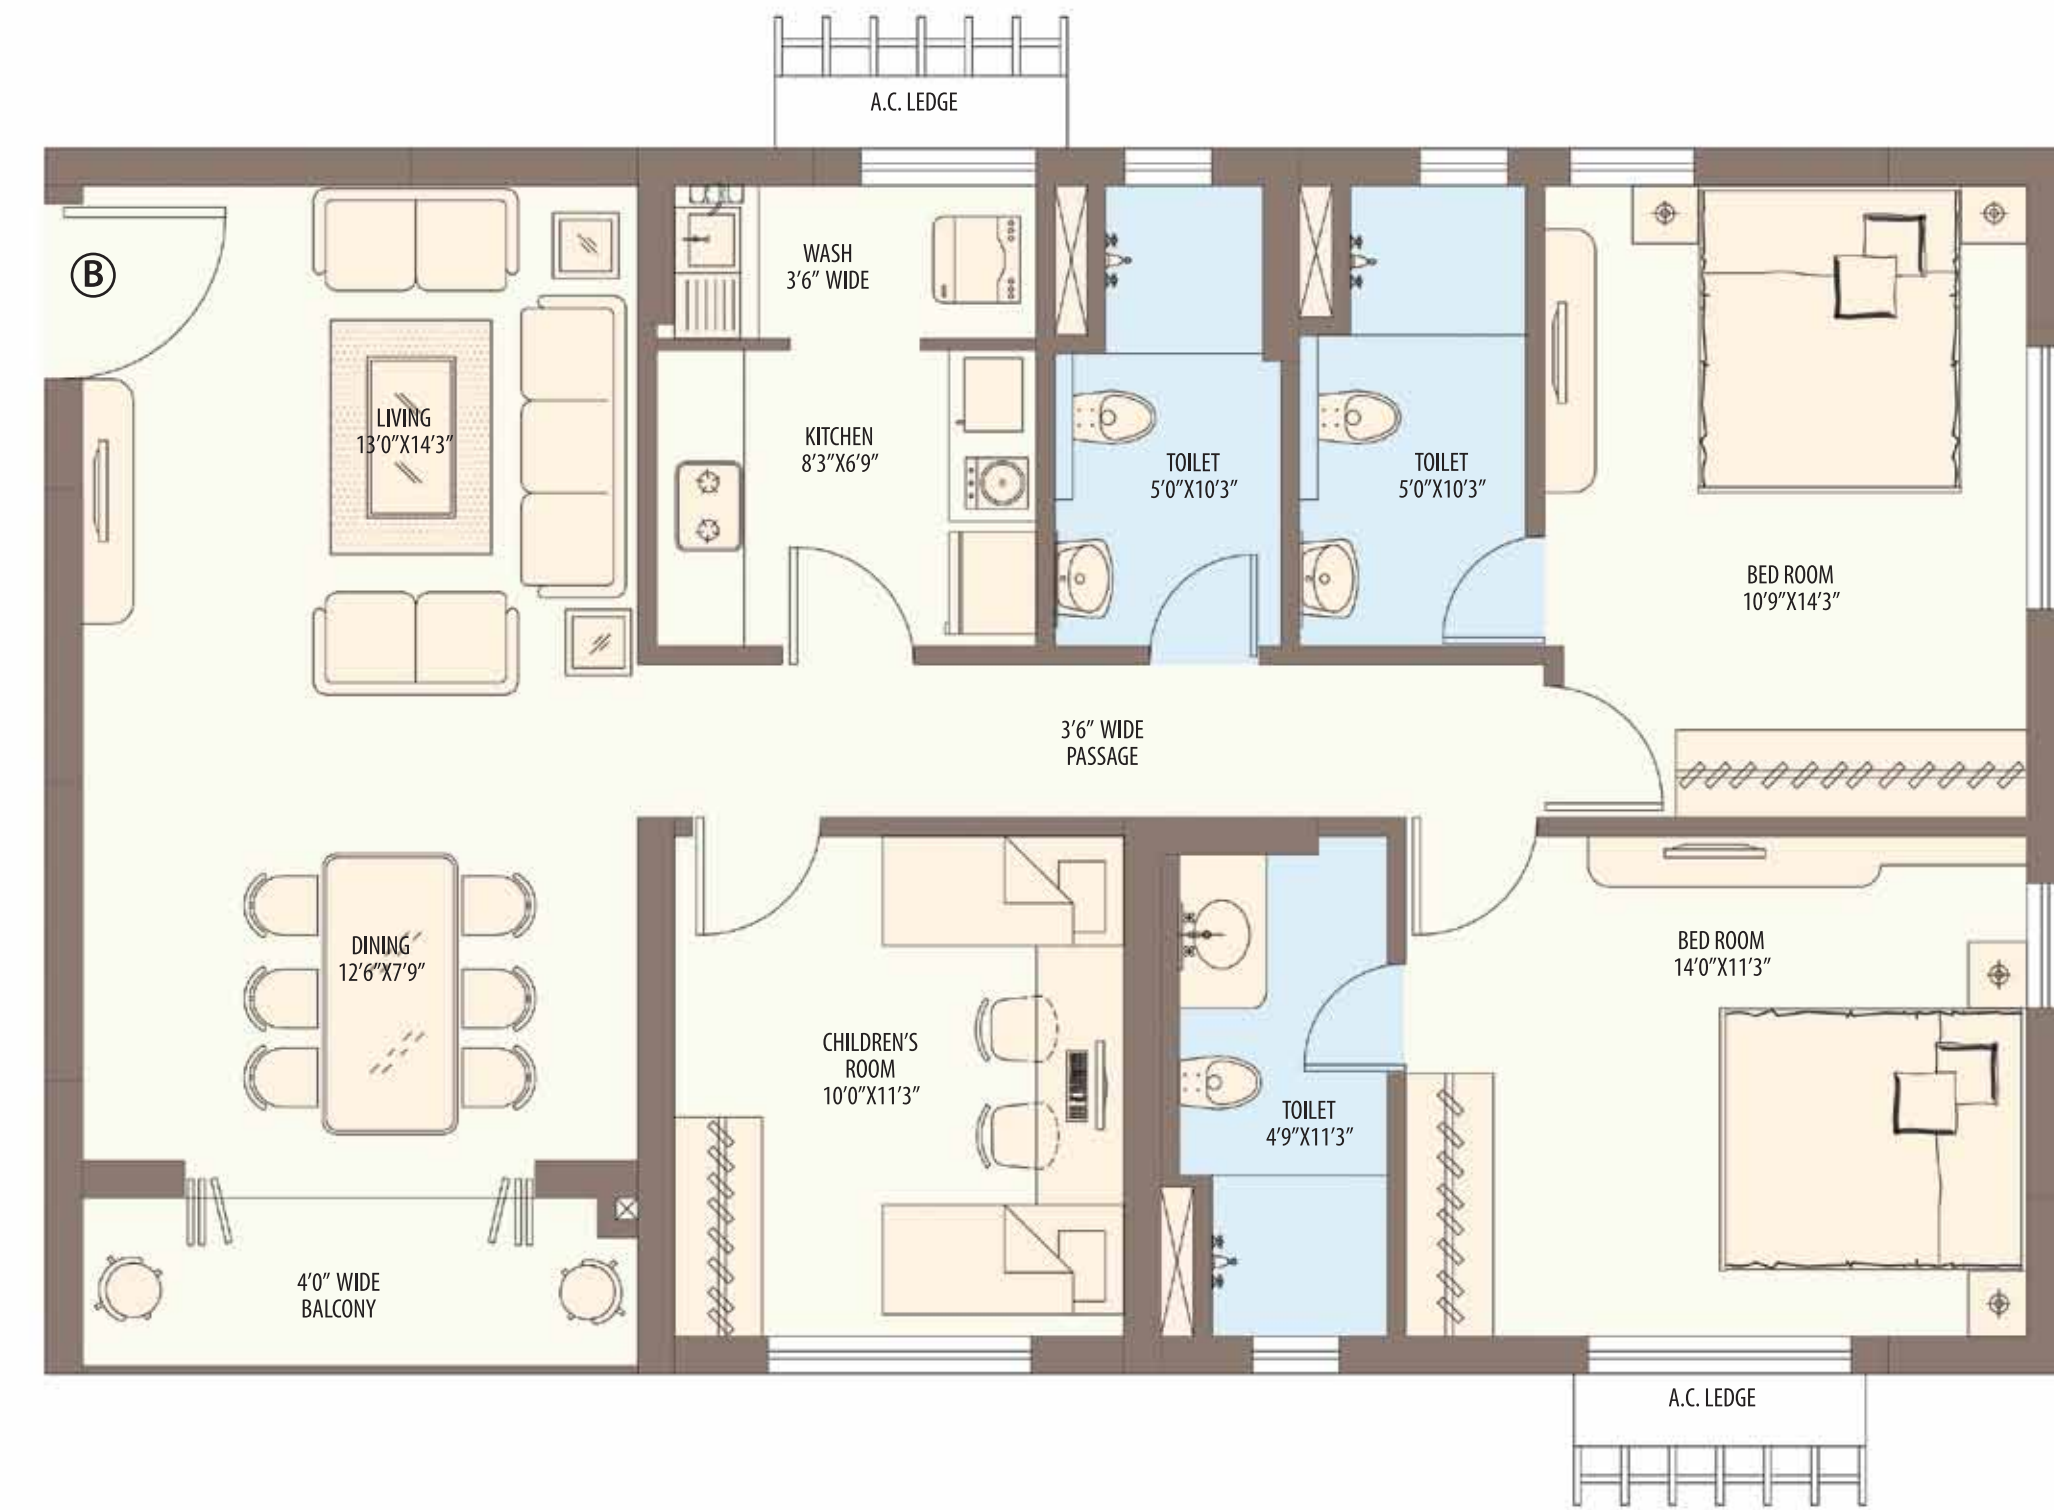 A.C. LEDGE
B
WASH
3'6" WIDE
LIVING
13'0"X14'3"
KITCHEN
8'3"X6'9"
TOILET
5'0"X10'3"
TOILET
5'0"X10'3"
BED ROOM
10'9"X14'3"
3'6" WIDE
PASSAGE
DINING
12'6"X7'9"
CHILDREN'S
ROOM
10'0"X11'3"
TOILET
4'9"X11'3"
BED ROOM
14'0"X11'3"
4'0" WIDE
BALCONY
A.C. LEDGE